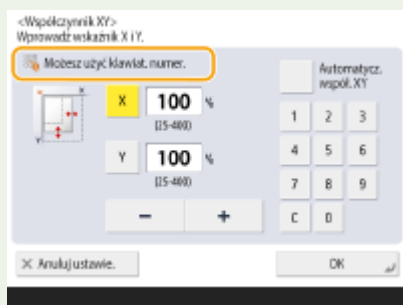 <Współczynnik XY>
Wprowadź wskaźnik X i Y.
Możesz użyć klawiat. numer.
Automatycz.
współ. XY
X 100 %
(25-400)
Y 100 %
(25-400)
- +
1 2 3
4 5 6
7 8 9
C 0
X Anuluj ustawie.
OK